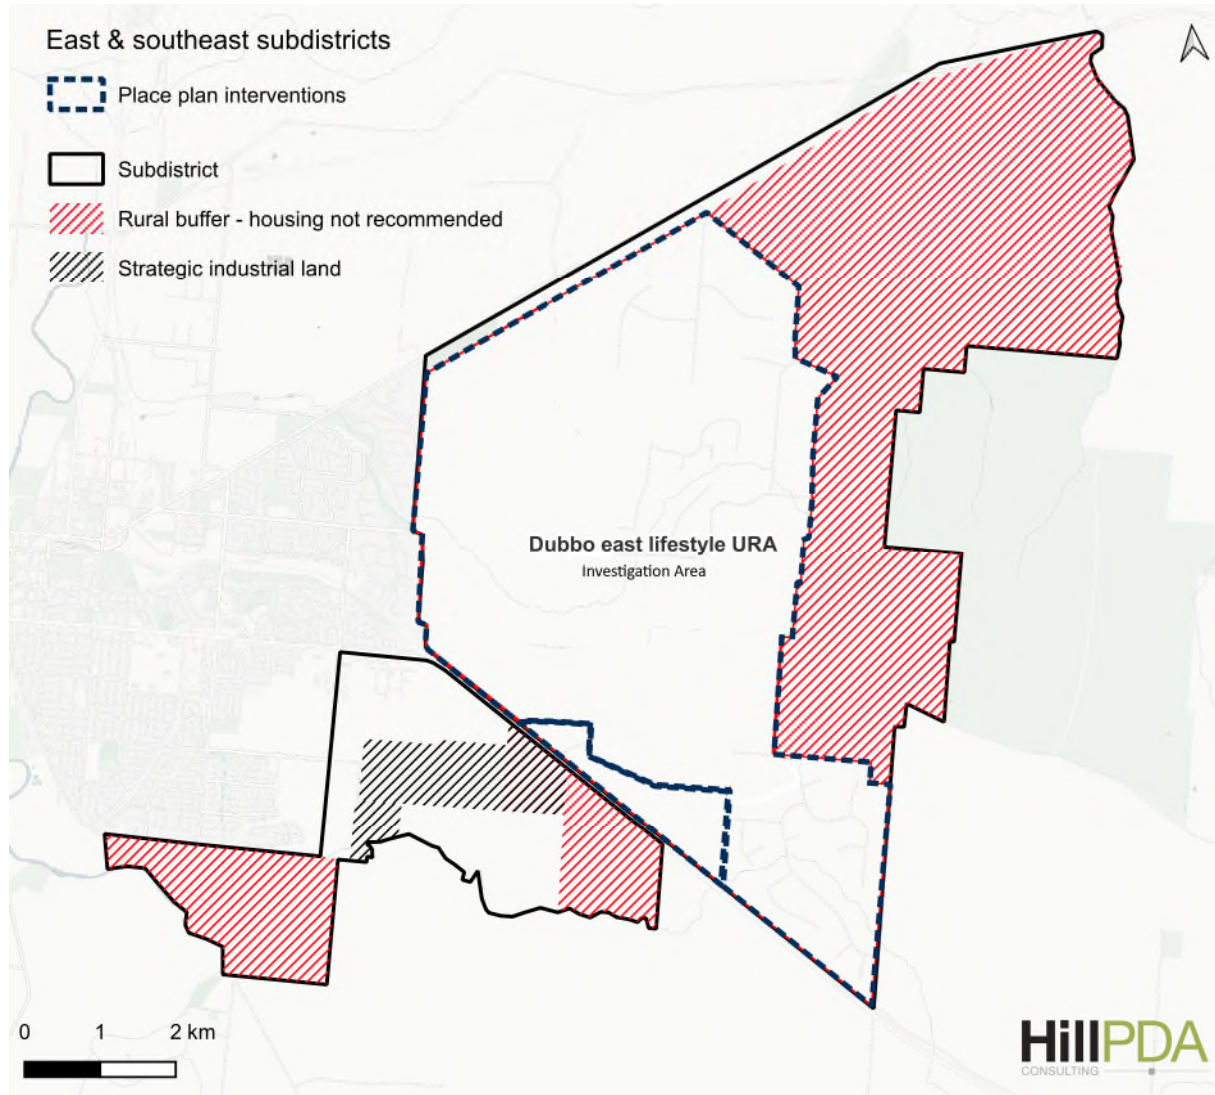 East & southeast subdistricts
Place plan interventions
Subdistrict
Rural buffer - housing not recommended
Strategic industrial land
Dubbo east lifestyle URA
Investigation Area
0 1 2 km
HillPDA
CONSULTING